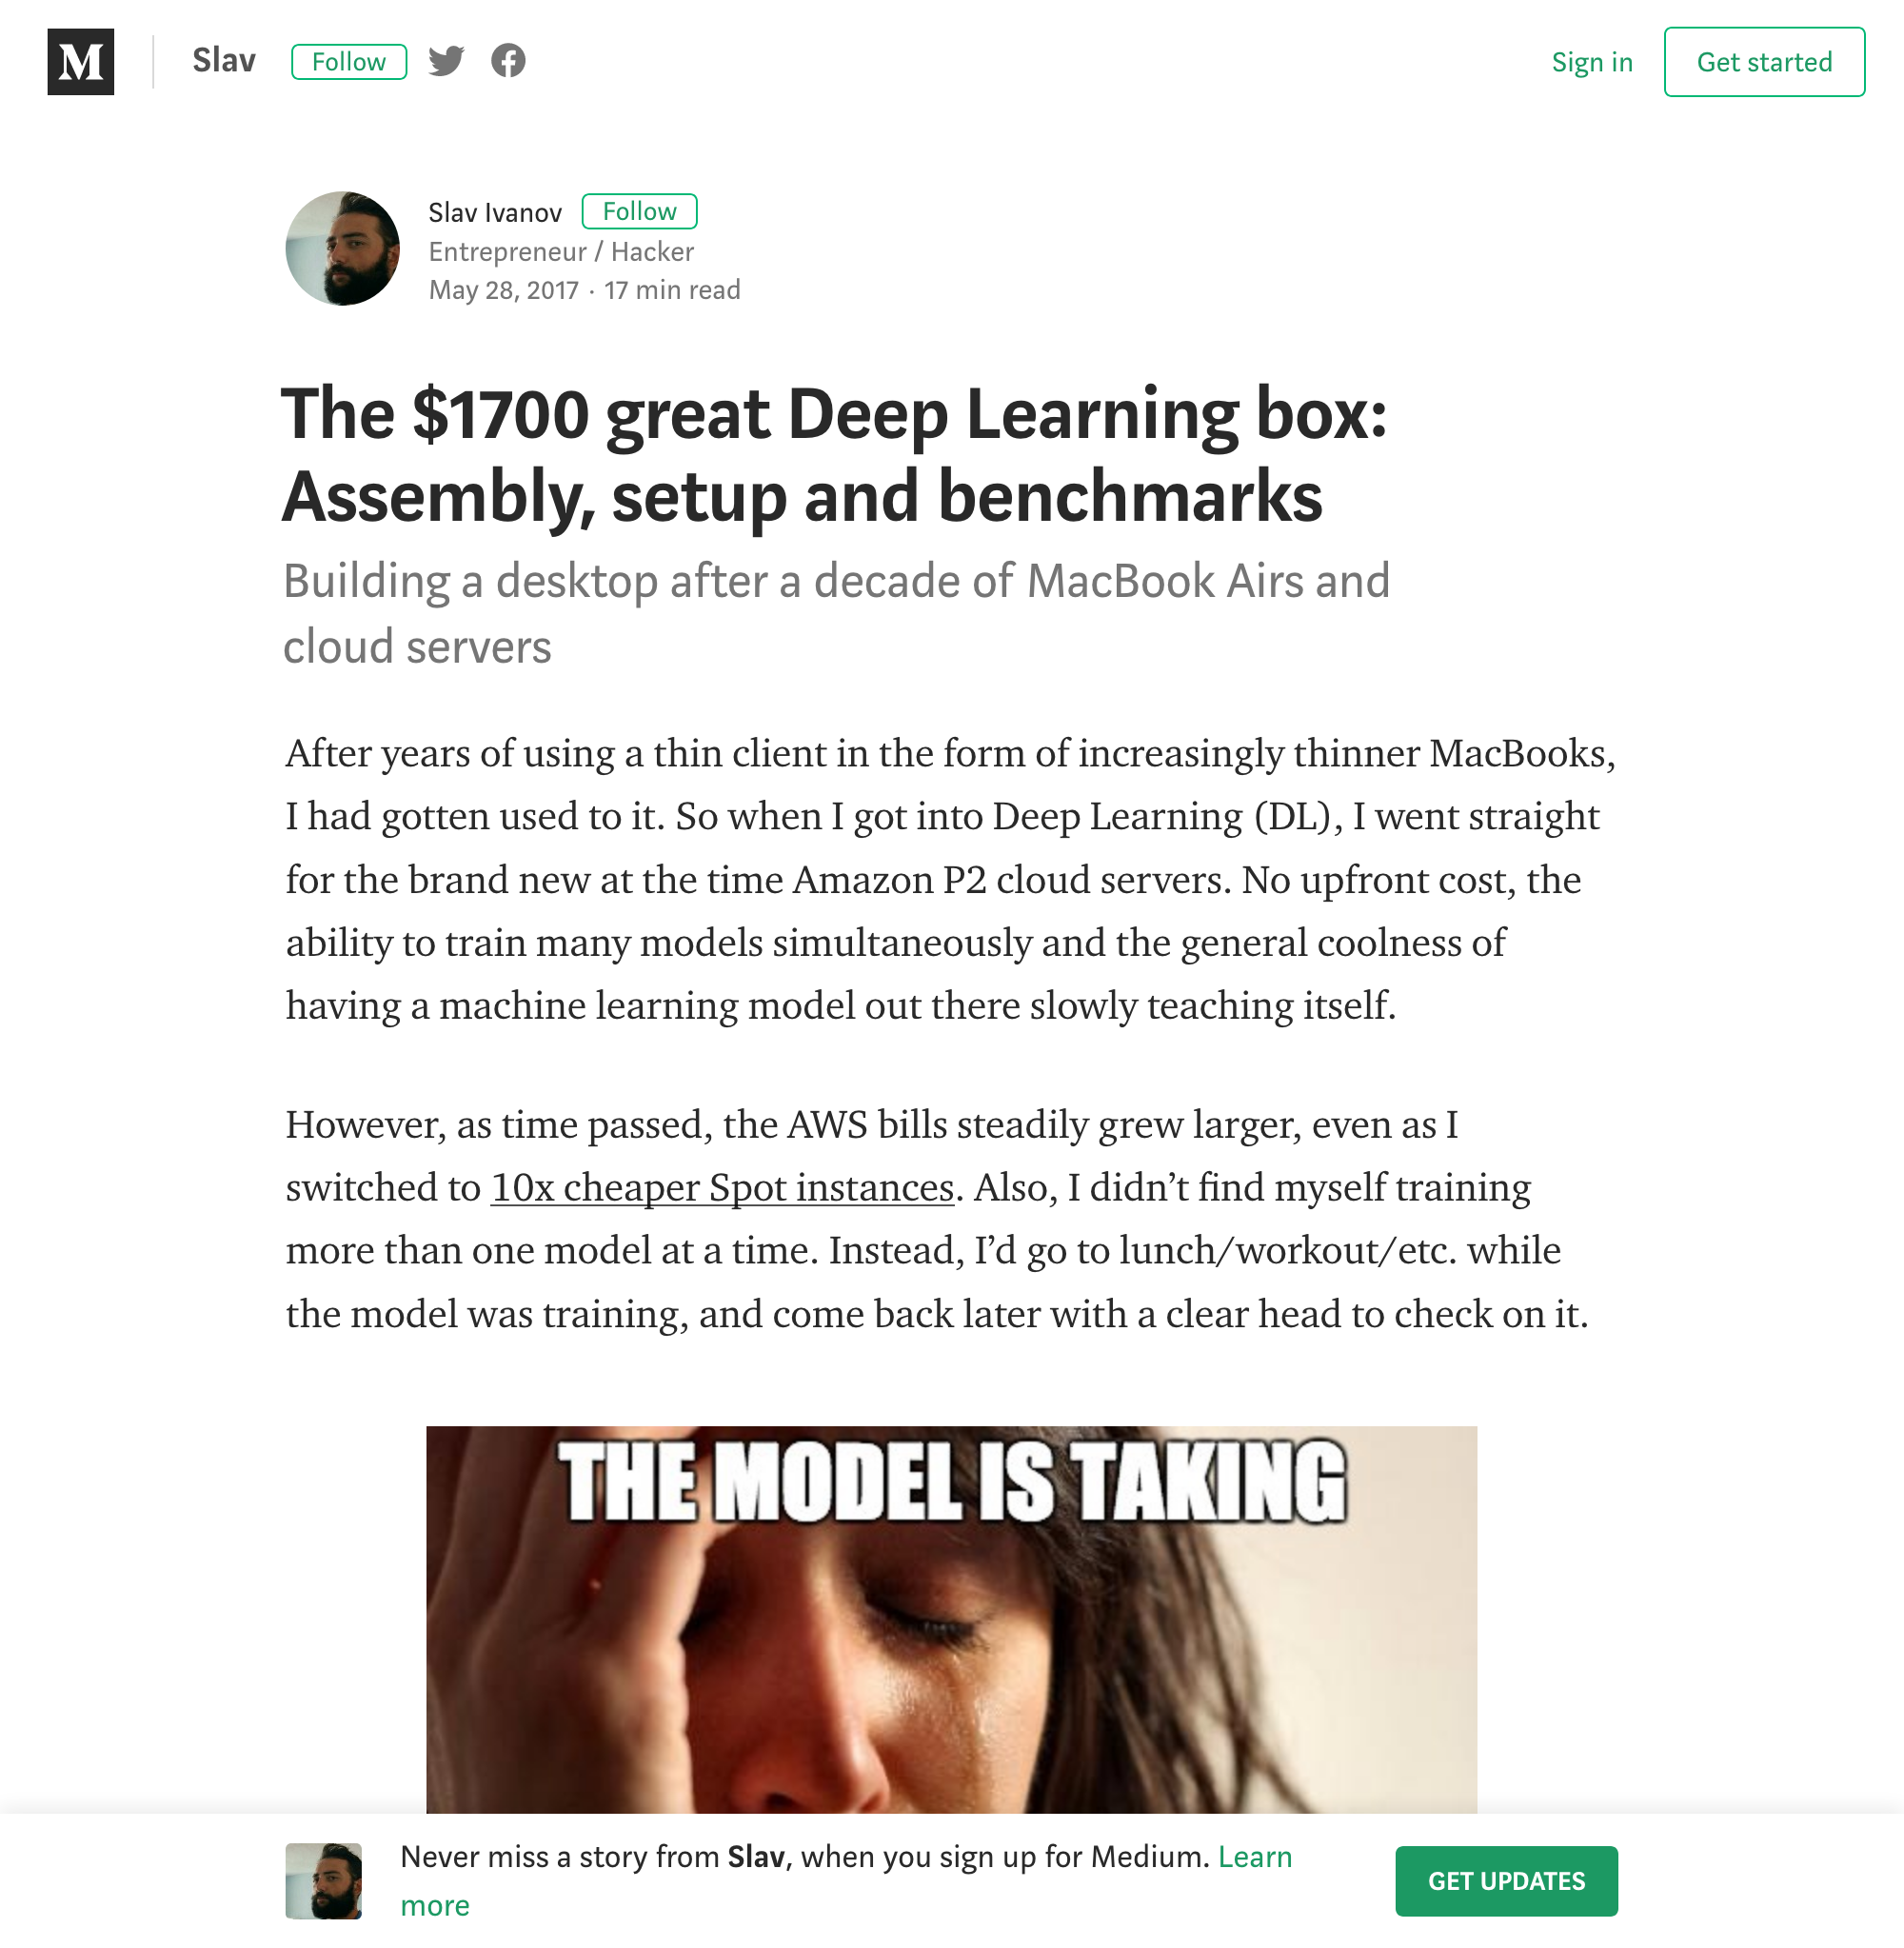 M
Slav
Follow
Sign in
Get started
Slav Ivanov
Follow
Entrepreneur / Hacker
May 28, 2017 · 17 min read
The $1700 great Deep Learning box:
Assembly, setup and benchmarks
Building a desktop after a decade of MacBook Airs and
cloud servers
After years of using a thin client in the form of increasingly thinner MacBooks,
I had gotten used to it. So when I got into Deep Learning (DL), I went straight
for the brand new at the time Amazon P2 cloud servers. No upfront cost, the
ability to train many models simultaneously and the general coolness of
having a machine learning model out there slowly teaching itself.
However, as time passed, the AWS bills steadily grew larger, even as I
switched to 10x cheaper Spot instances. Also, I didn’t find myself training
more than one model at a time. Instead, I’d go to lunch/workout/etc. while
the model was training, and come back later with a clear head to check on it.
THE MODEL IS TAKING
Never miss a story from Slav, when you sign up for Medium. Learn
more
GET UPDATES